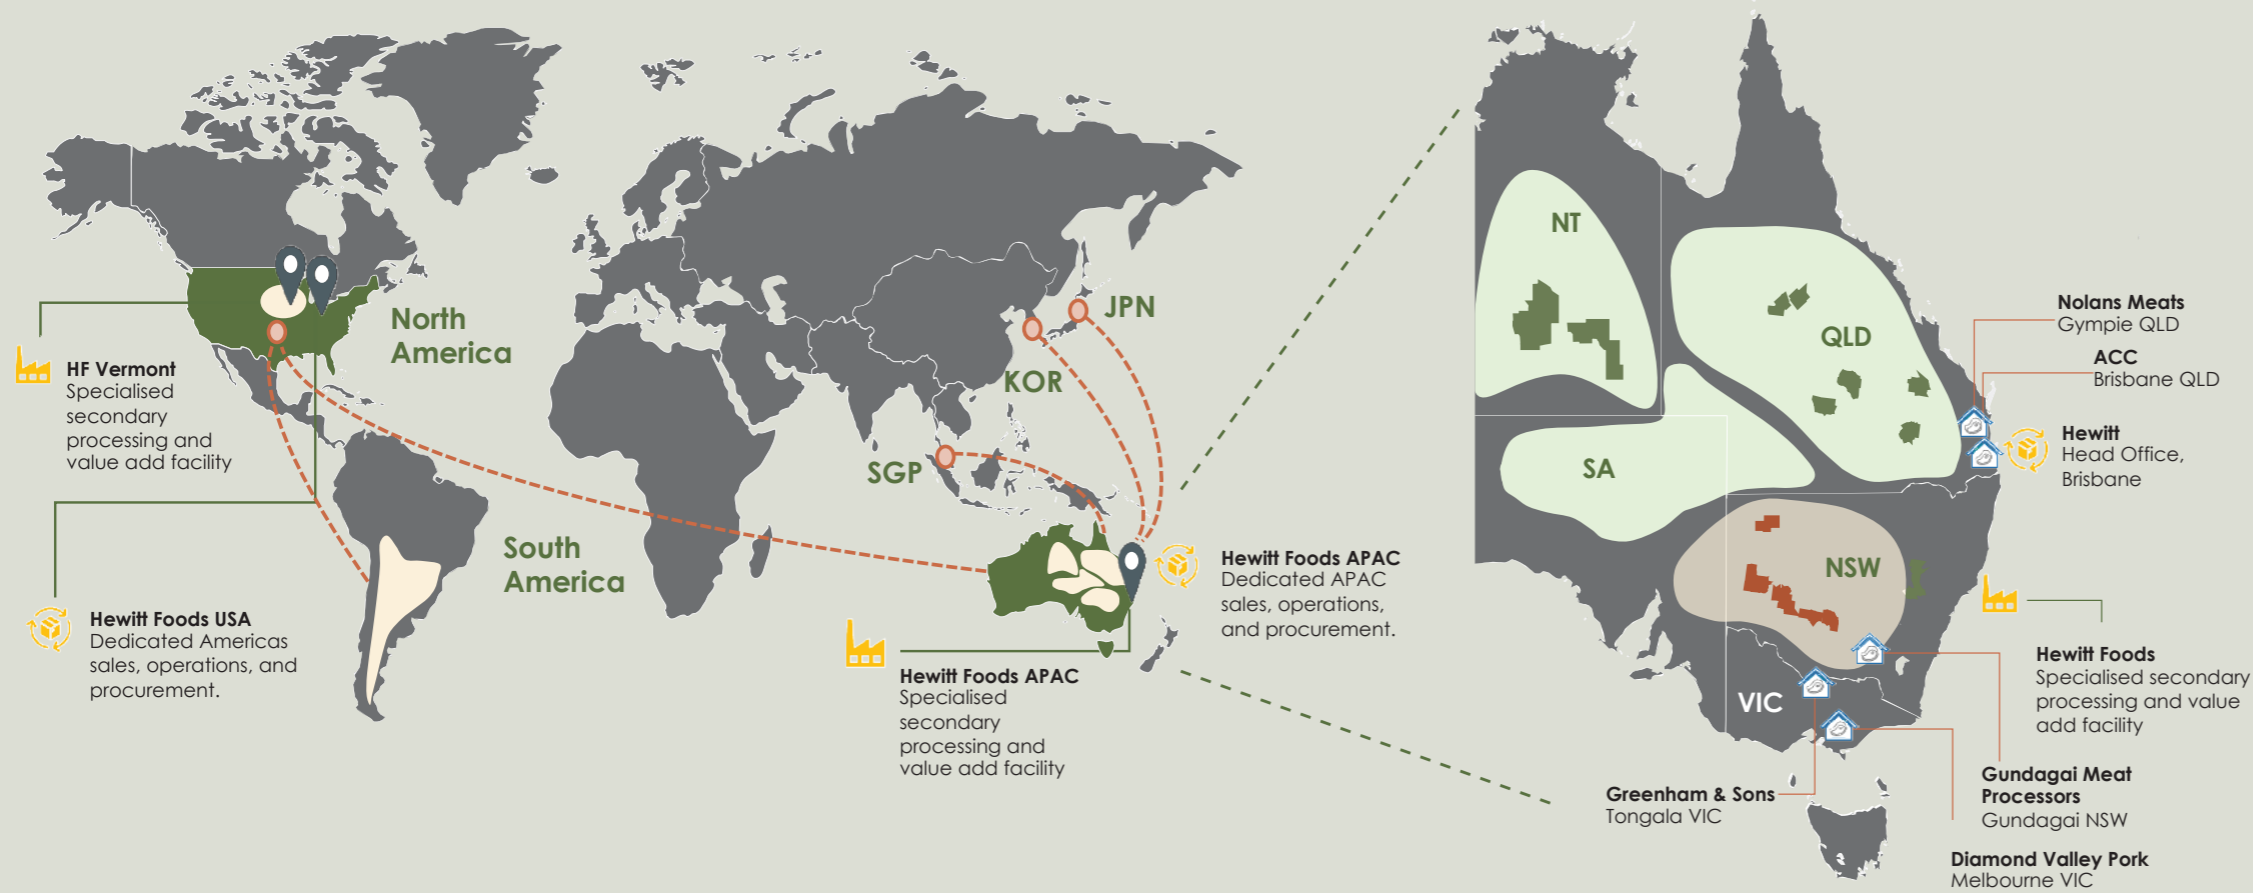 North
America
HF Vermont
Specialised
secondary
processing and
value add facility
Hewitt Foods USA
Dedicated Americas
sales, operations, and
procurement.
South
America
JPN
KOR
SGP
Hewitt Foods APAC
Dedicated APAC
sales, operations,
and procurement.
Hewitt Foods APAC
Specialised
secondary
processing and
value add facility
NT
QLD
SA
NSW
VIC
Nolans Meats
Gympie QLD
ACC
Brisbane QLD
Hewitt
Head Office,
Brisbane
Hewitt Foods
Specialised secondary
processing and value
add facility
Gundagai Meat
Processors
Gundagai NSW
Greenham & Sons
Tongala VIC
Diamond Valley Pork
Melbourne VIC